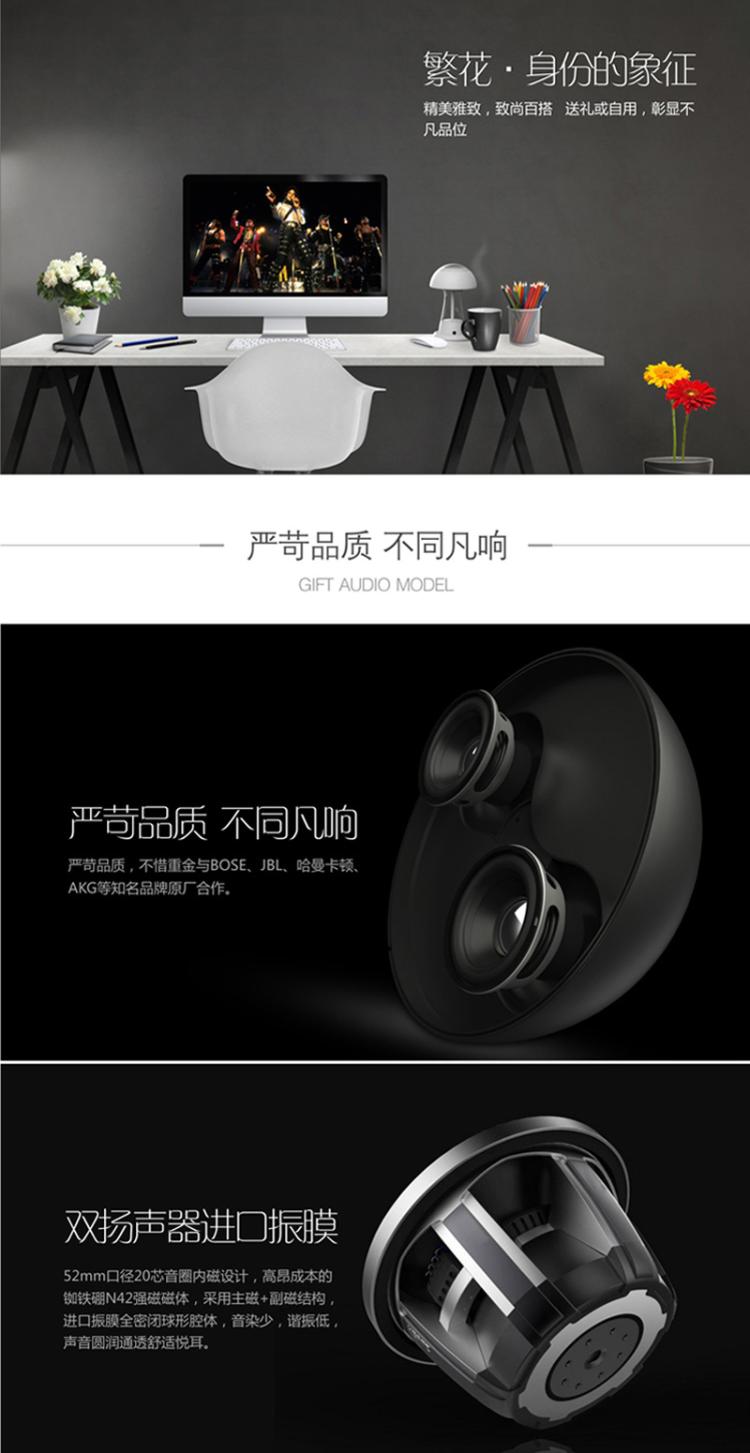 繁花·身份的象征
精美雅致，致尚百搭 送礼或自用，彰显不
凡品位
严苛品质 不同凡响
GIFT AUDIO MODEL
严苛品质 不同凡响
严苛品质，不惜重金与BOSE、JBL、哈曼卡顿、
AKG等知名品牌原厂合作。
双扬声器进口振膜
52mm口径20芯音圈内磁设计，高昂成本的
铷铁硼N42强磁磁体，采用主磁+副磁结构，
进口振膜全密闭球形腔体，音染少，谐振低，
声音圆润通透舒适悦耳。